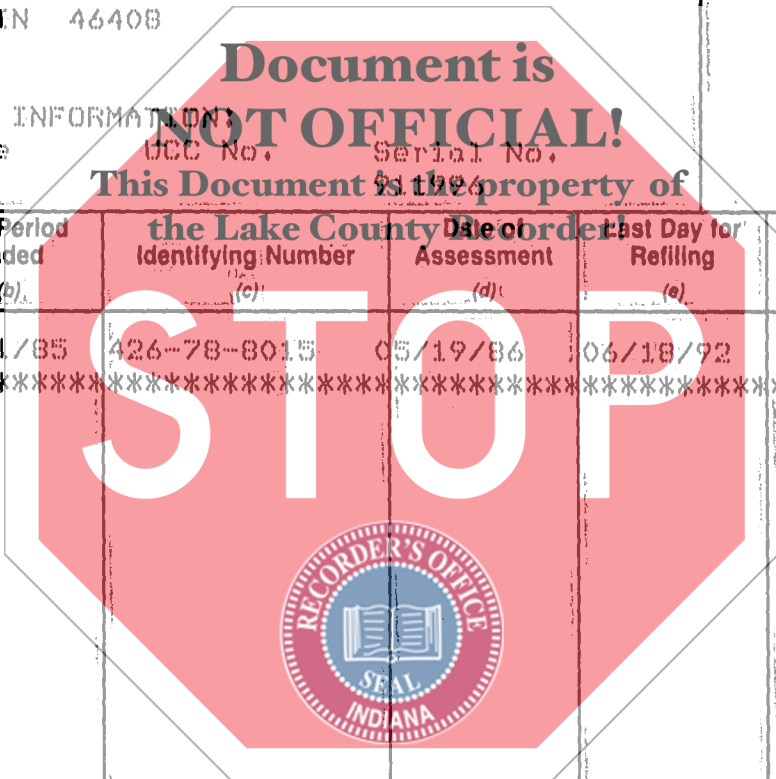 IN 46408
Document is
NOT OFFICIAL!
INFORMATION:
UCC No. Serial No.
This Document is the property of
the Lake County Recorder!
Period
ded
(b)
Identifying Number
(c)
Date of
Assessment
(d)
Last Day for
Refiling
(e)
/85 426-78-8015 05/19/86 06/18/92
STOP
RECORDER'S OFFICE
SEAL
INDIANA